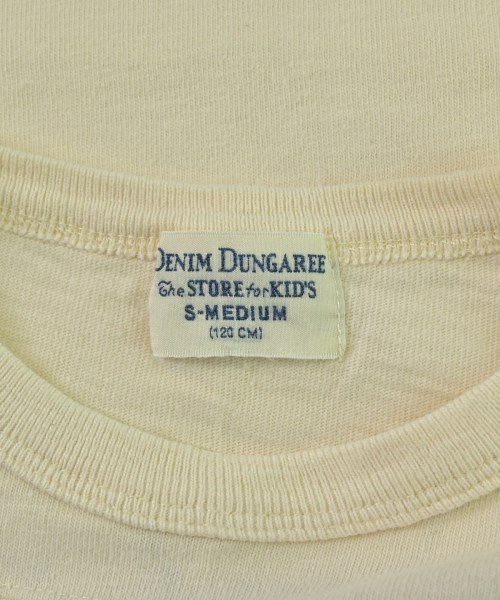 DENIM DUNGAREE
The STORE for KID'S
S-MEDIUM
(120 CM)